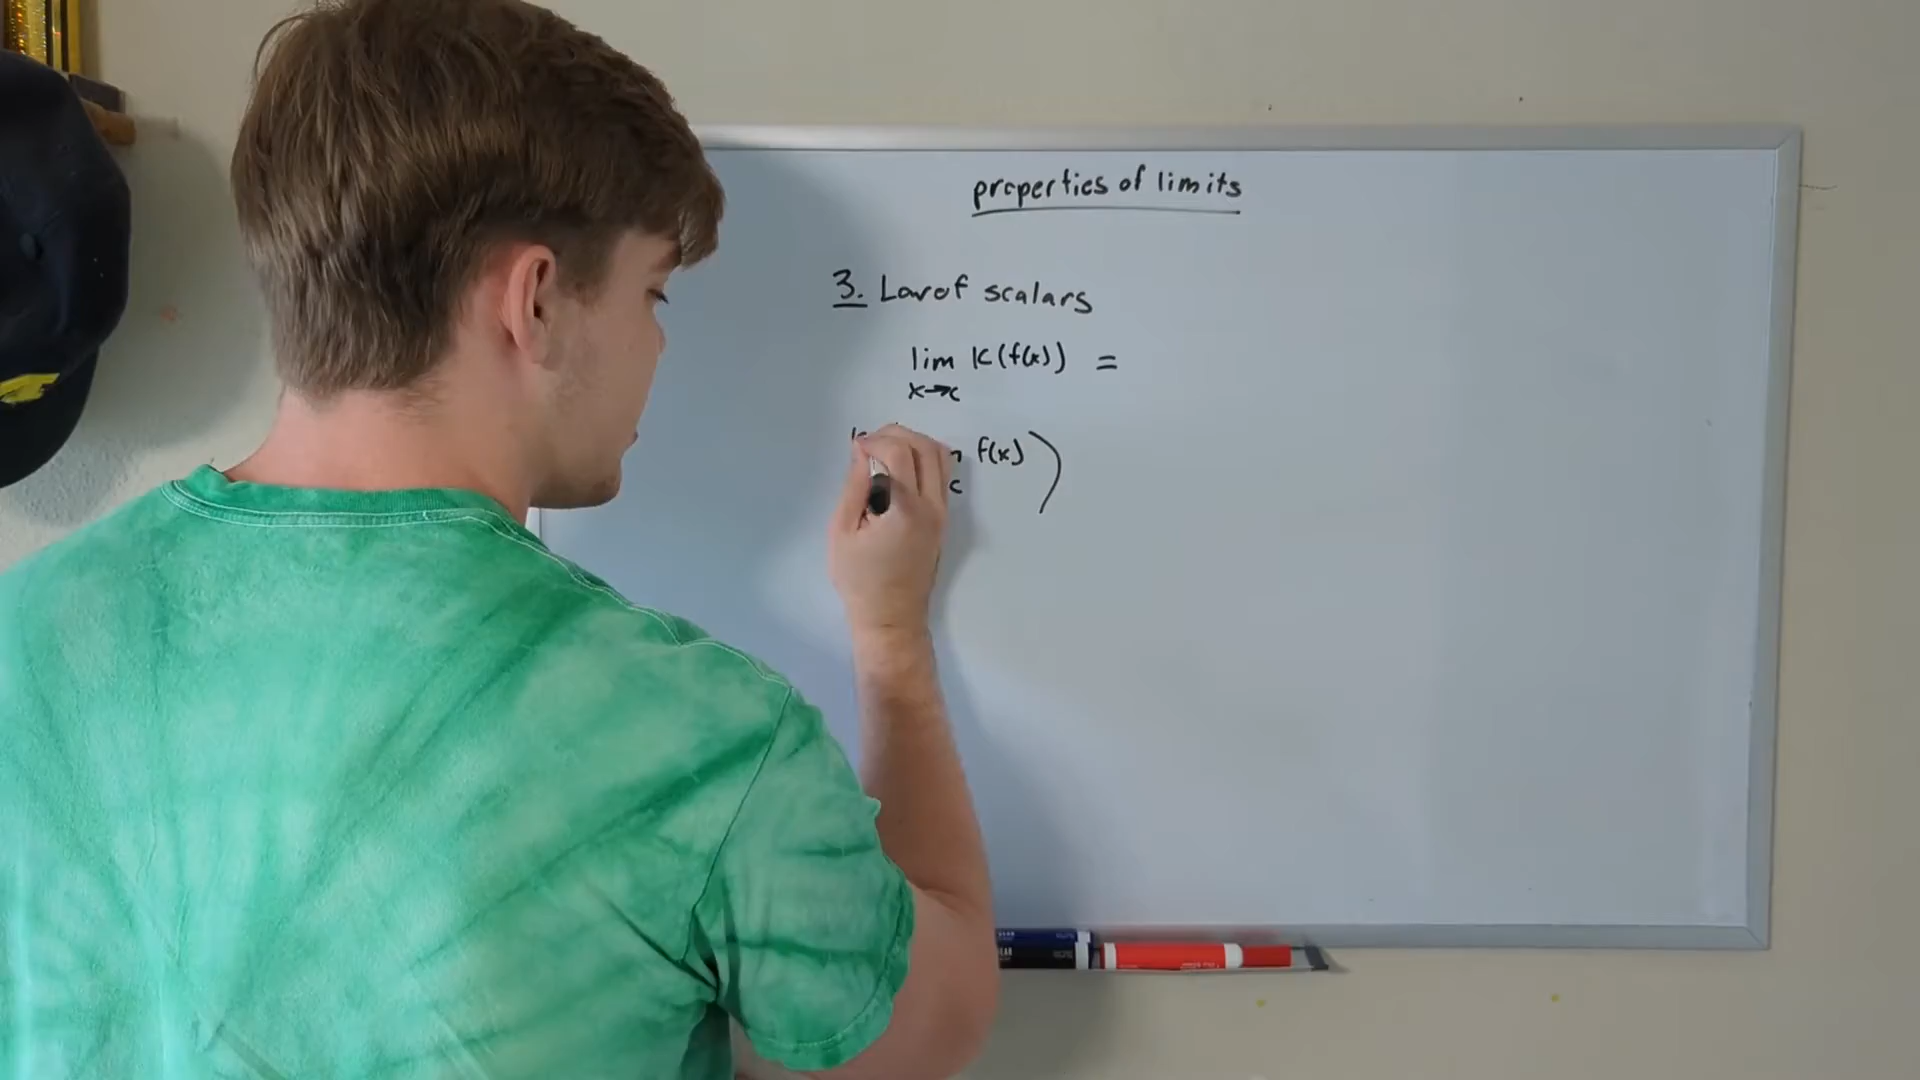 properties of limits
3. Law of scalars
lim k(f(x)) =
x→c
f(x) )
c